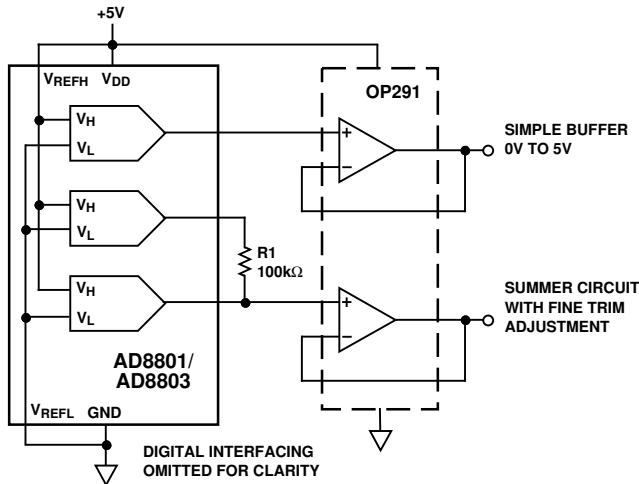 +5V
VREFH VDD
OP291
VH
VL
+
−
SIMPLE BUFFER
0V TO 5V
VH
VL
R1
100kΩ
VH
VL
+
−
SUMMER CIRCUIT
WITH FINE TRIM
ADJUSTMENT
AD8801/
AD8803
VREFL GND
DIGITAL INTERFACING
OMITTED FOR CLARITY